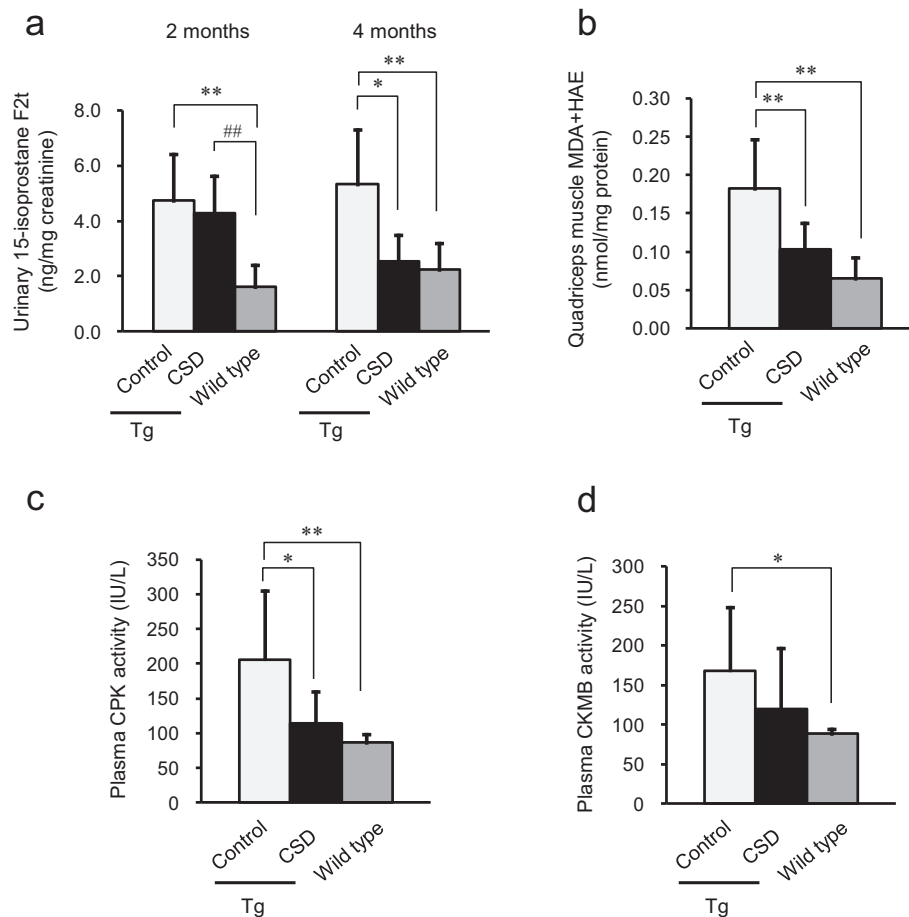 a
2 months
4 months
Urinary 15-isoprostane F2t
(ng/mg creatinine)
8.0
6.0
4.0
2.0
0.0
**
##
**
*
Control
CSD
Wild type
Tg
Control
CSD
Wild type
Tg
b
Quadriceps muscle MDA+HAE
(nmol/mg protein)
0.30
0.25
0.20
0.15
0.10
0.05
0.00
**
**
Control
CSD
Wild type
Tg
c
Plasma CPK activity (IU/L)
350
300
250
200
150
100
50
0
**
*
Control
CSD
Wild type
Tg
d
Plasma CKMB activity (IU/L)
300
250
200
150
100
50
0
*
Control
CSD
Wild type
Tg